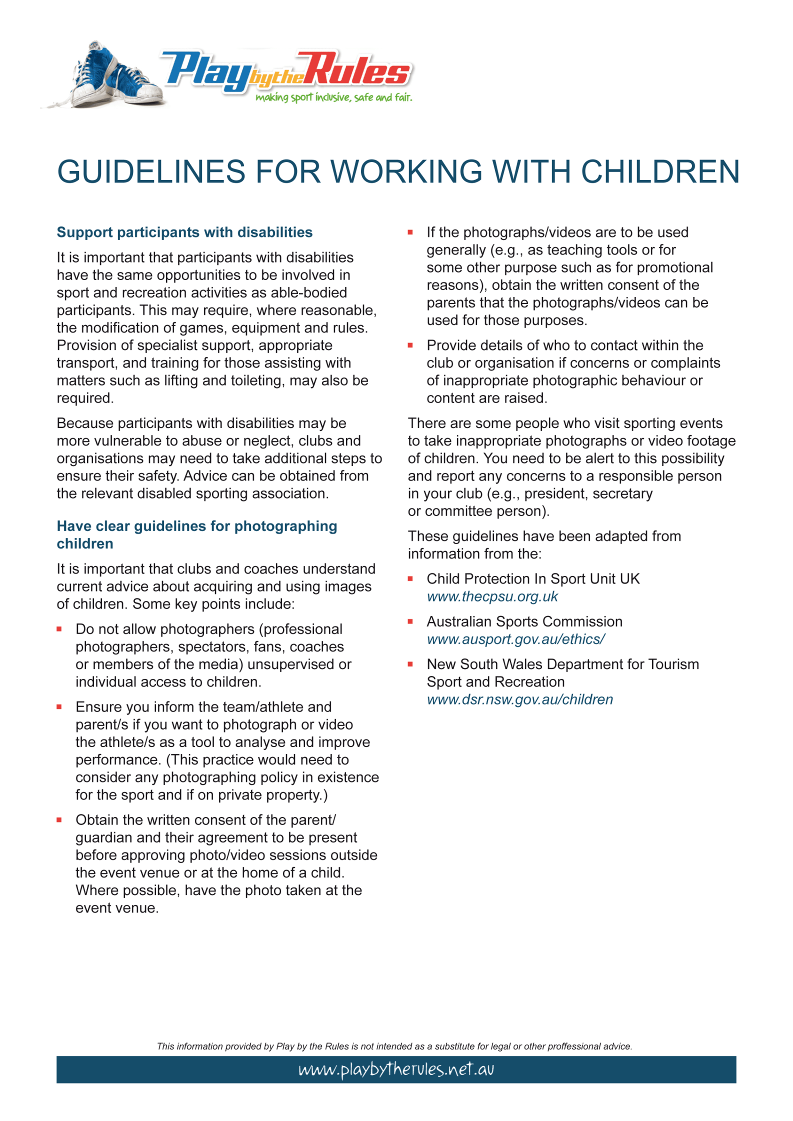 Play by the Rules
making sport inclusive, safe and fair.
GUIDELINES FOR WORKING WITH CHILDREN
Support participants with disabilities
It is important that participants with disabilities
have the same opportunities to be involved in
sport and recreation activities as able-bodied
participants. This may require, where reasonable,
the modification of games, equipment and rules.
Provision of specialist support, appropriate
transport, and training for those assisting with
matters such as lifting and toileting, may also be
required.
Because participants with disabilities may be
more vulnerable to abuse or neglect, clubs and
organisations may need to take additional steps to
ensure their safety. Advice can be obtained from
the relevant disabled sporting association.
Have clear guidelines for photographing
children
It is important that clubs and coaches understand
current advice about acquiring and using images
of children. Some key points include:
▪ Do not allow photographers (professional
photographers, spectators, fans, coaches
or members of the media) unsupervised or
individual access to children.
▪ Ensure you inform the team/athlete and
parent/s if you want to photograph or video
the athlete/s as a tool to analyse and improve
performance. (This practice would need to
consider any photographing policy in existence
for the sport and if on private property.)
▪ Obtain the written consent of the parent/
guardian and their agreement to be present
before approving photo/video sessions outside
the event venue or at the home of a child.
Where possible, have the photo taken at the
event venue.
▪ If the photographs/videos are to be used
generally (e.g., as teaching tools or for
some other purpose such as for promotional
reasons), obtain the written consent of the
parents that the photographs/videos can be
used for those purposes.
▪ Provide details of who to contact within the
club or organisation if concerns or complaints
of inappropriate photographic behaviour or
content are raised.
There are some people who visit sporting events
to take inappropriate photographs or video footage
of children. You need to be alert to this possibility
and report any concerns to a responsible person
in your club (e.g., president, secretary
or committee person).
These guidelines have been adapted from
information from the:
▪ Child Protection In Sport Unit UK
www.thecpsu.org.uk
▪ Australian Sports Commission
www.ausport.gov.au/ethics/
▪ New South Wales Department for Tourism
Sport and Recreation
www.dsr.nsw.gov.au/children
This information provided by Play by the Rules is not intended as a substitute for legal or other proffessional advice.
www.playbytherules.net.au